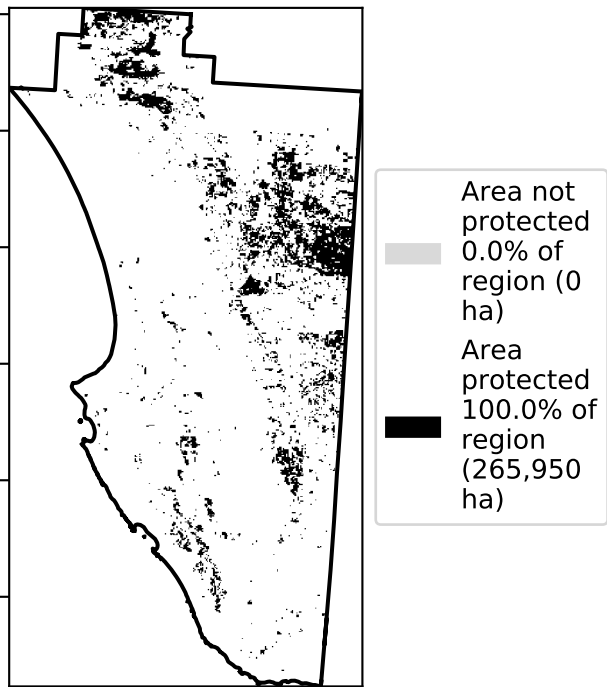 Area not
protected
0.0% of
region (0
ha)
Area
protected
100.0% of
region
(265,950
ha)